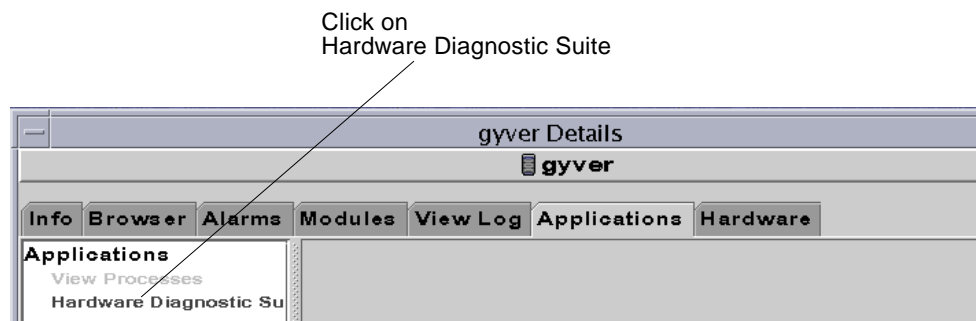 Click on
Hardware Diagnostic Suite
gyver Details
gyver
Info Browser Alarms Modules View Log Applications Hardware
Applications
View Processes
Hardware Diagnostic Su